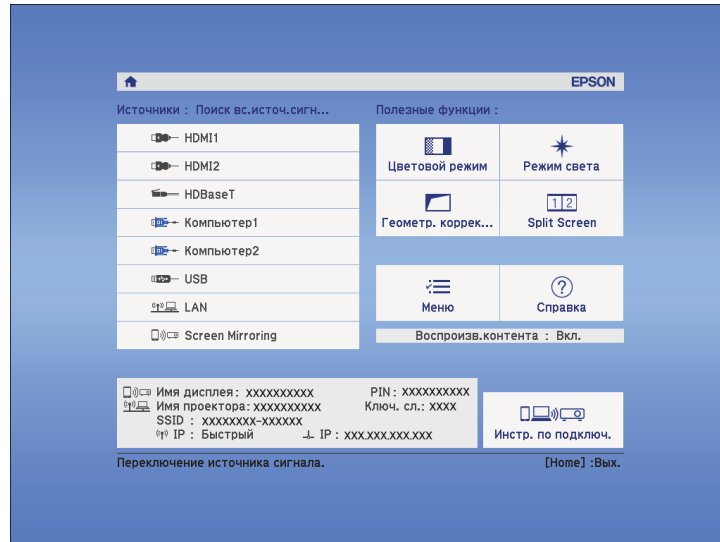 EPSON
Источники : Поиск вс.источ.сигн...
HDMI1
HDMI2
HDBaseT
Компьютер1
Компьютер2
USB
LAN
Screen Mirroring
Полезные функции :
Цветовой режим
Режим света
Геометр. коррек...
1 2
Split Screen
Меню
? Справка
Воспроизв.контента : Вкл.
Имя дисплея : xxxxxxxxxx PIN : xxxxxxxxxx
Имя проектора: xxxxxxxxxx Ключ. сл.: xxxx
SSID : xxxxxxxx-xxxxxx
IP : Быстрый IP : xxx.xxx.xxx.xxx
Инстр. по подключ.
Переключение источника сигнала. [Home] :Вых.